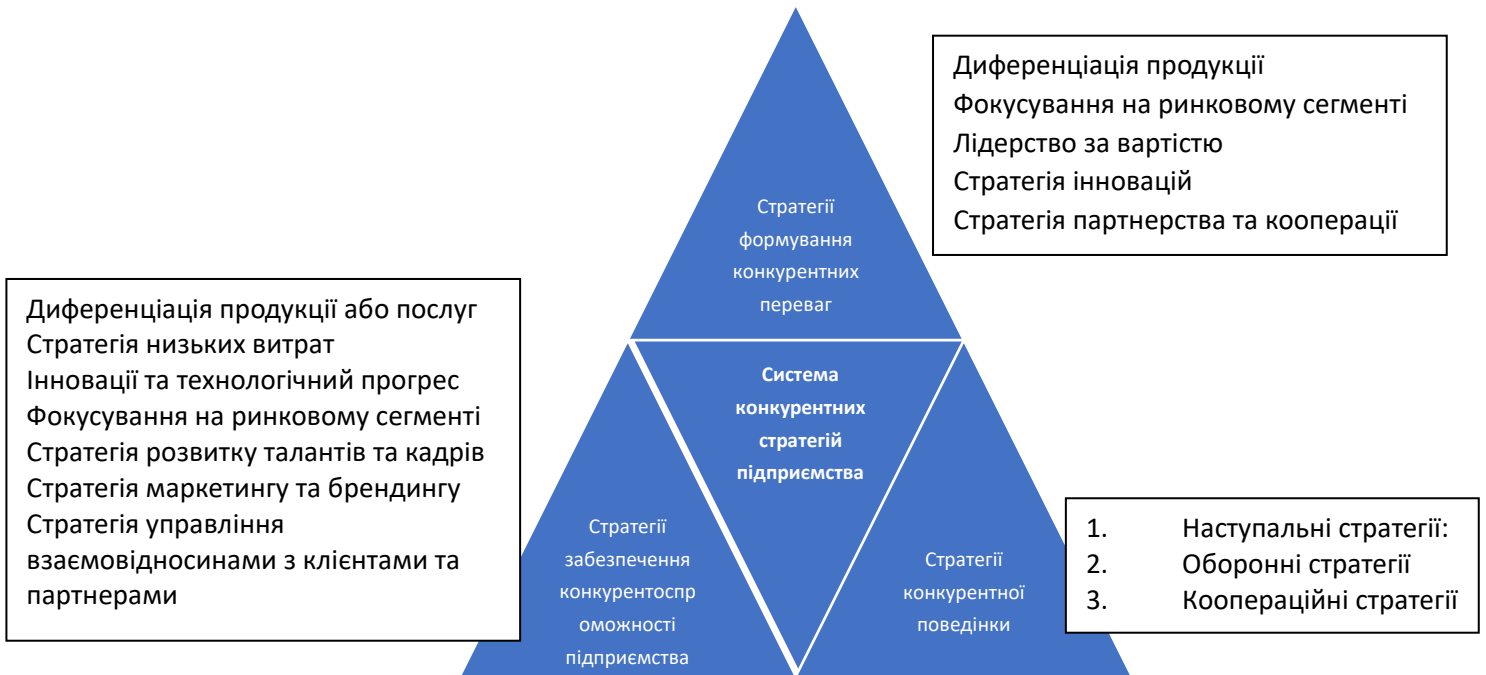 Диференціація продукції
Фокусування на ринковому сегменті
Лідерство за вартістю
Стратегія інновацій
Стратегія партнерства та кооперації
Стратегії
формування
конкурентних
переваг
Диференціація продукції або послуг
Стратегія низьких витрат
Інновації та технологічний прогрес
Фокусування на ринковому сегменті
Стратегія розвитку талантів та кадрів
Стратегія маркетингу та брендингу
Стратегія управління
взаємовідносинами з клієнтами та
партнерами
Система
конкурентних
стратегій
підприємства
Стратегії
забезпечення
конкурентоспр
оможності
підприємства
Стратегії
конкурентної
поведінки
1. Наступальні стратегії:
2. Оборонні стратегії
3. Коопераційні стратегії